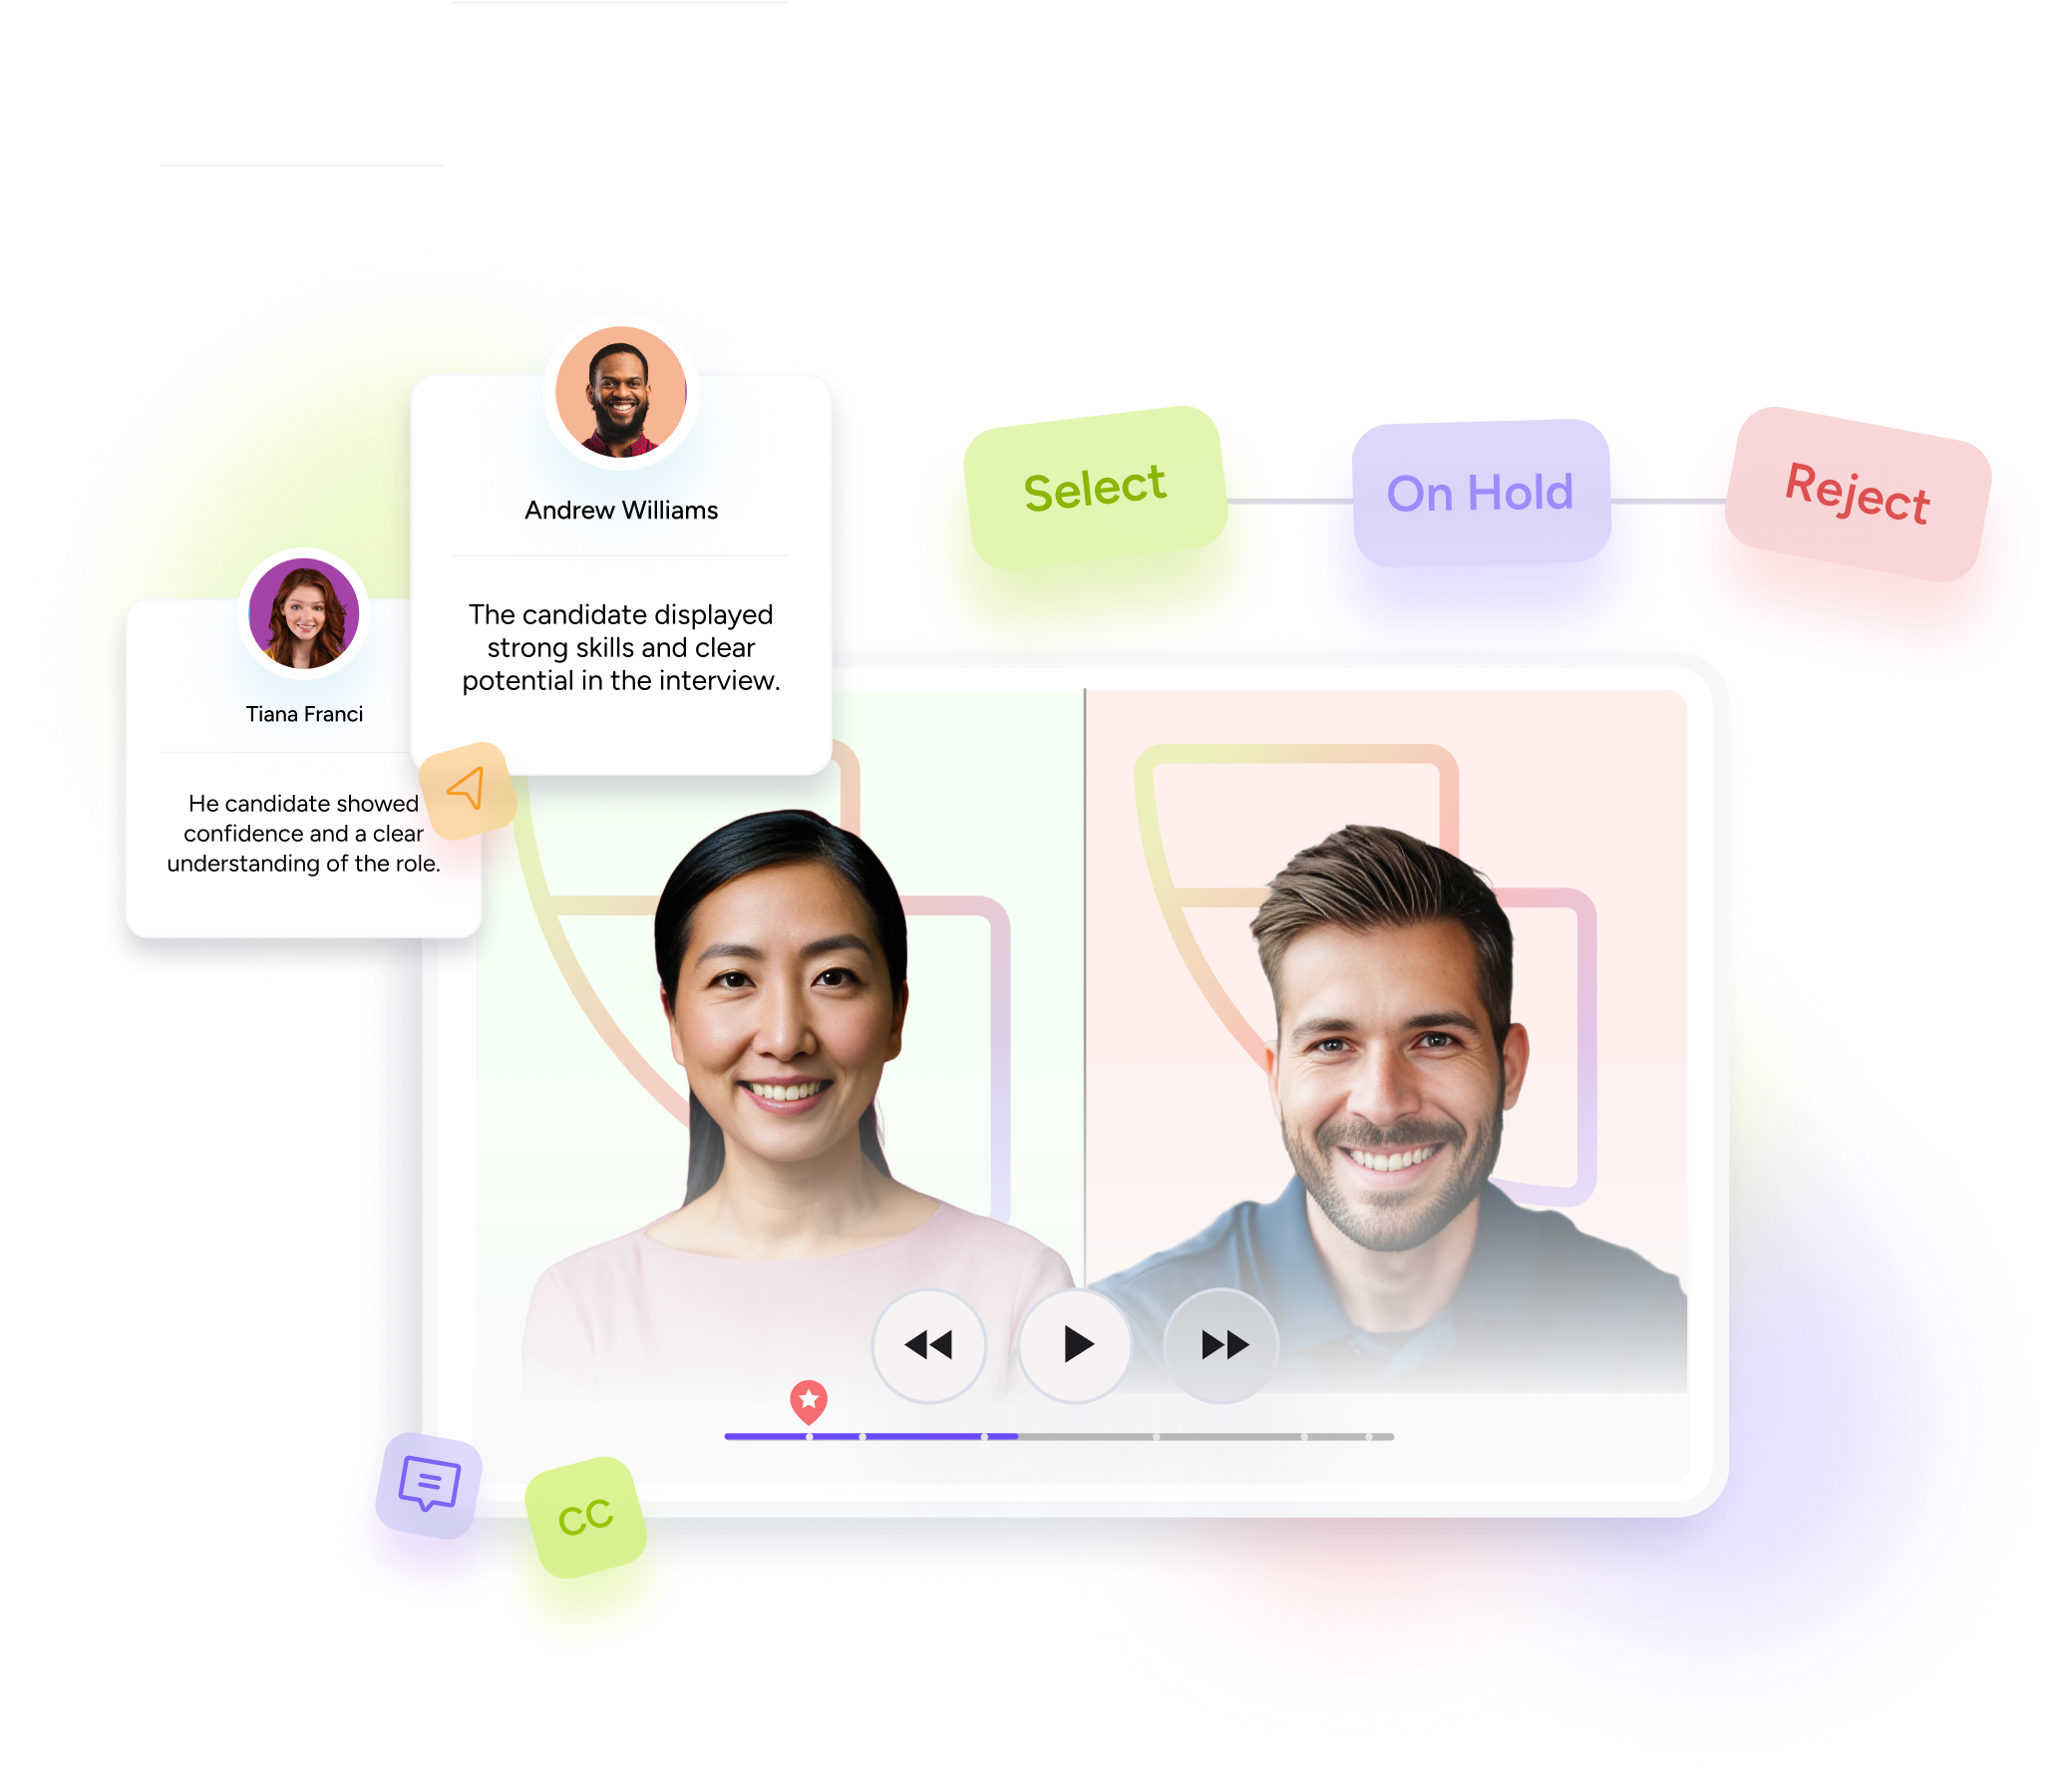 Andrew Williams
The candidate displayed
strong skills and clear
potential in the interview.
Tiana Franci
He candidate showed
confidence and a clear
understanding of the role.
Select
On Hold
Reject
CC